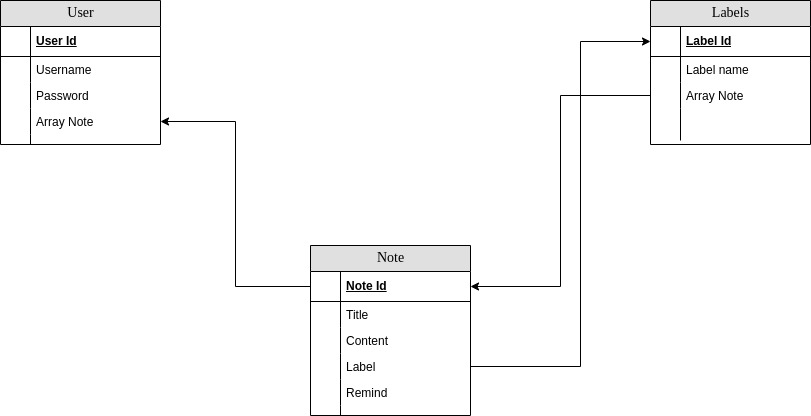 User
User Id
Username
Password
Array Note
Labels
Label Id
Label name
Array Note
Note
Note Id
Title
Content
Label
Remind